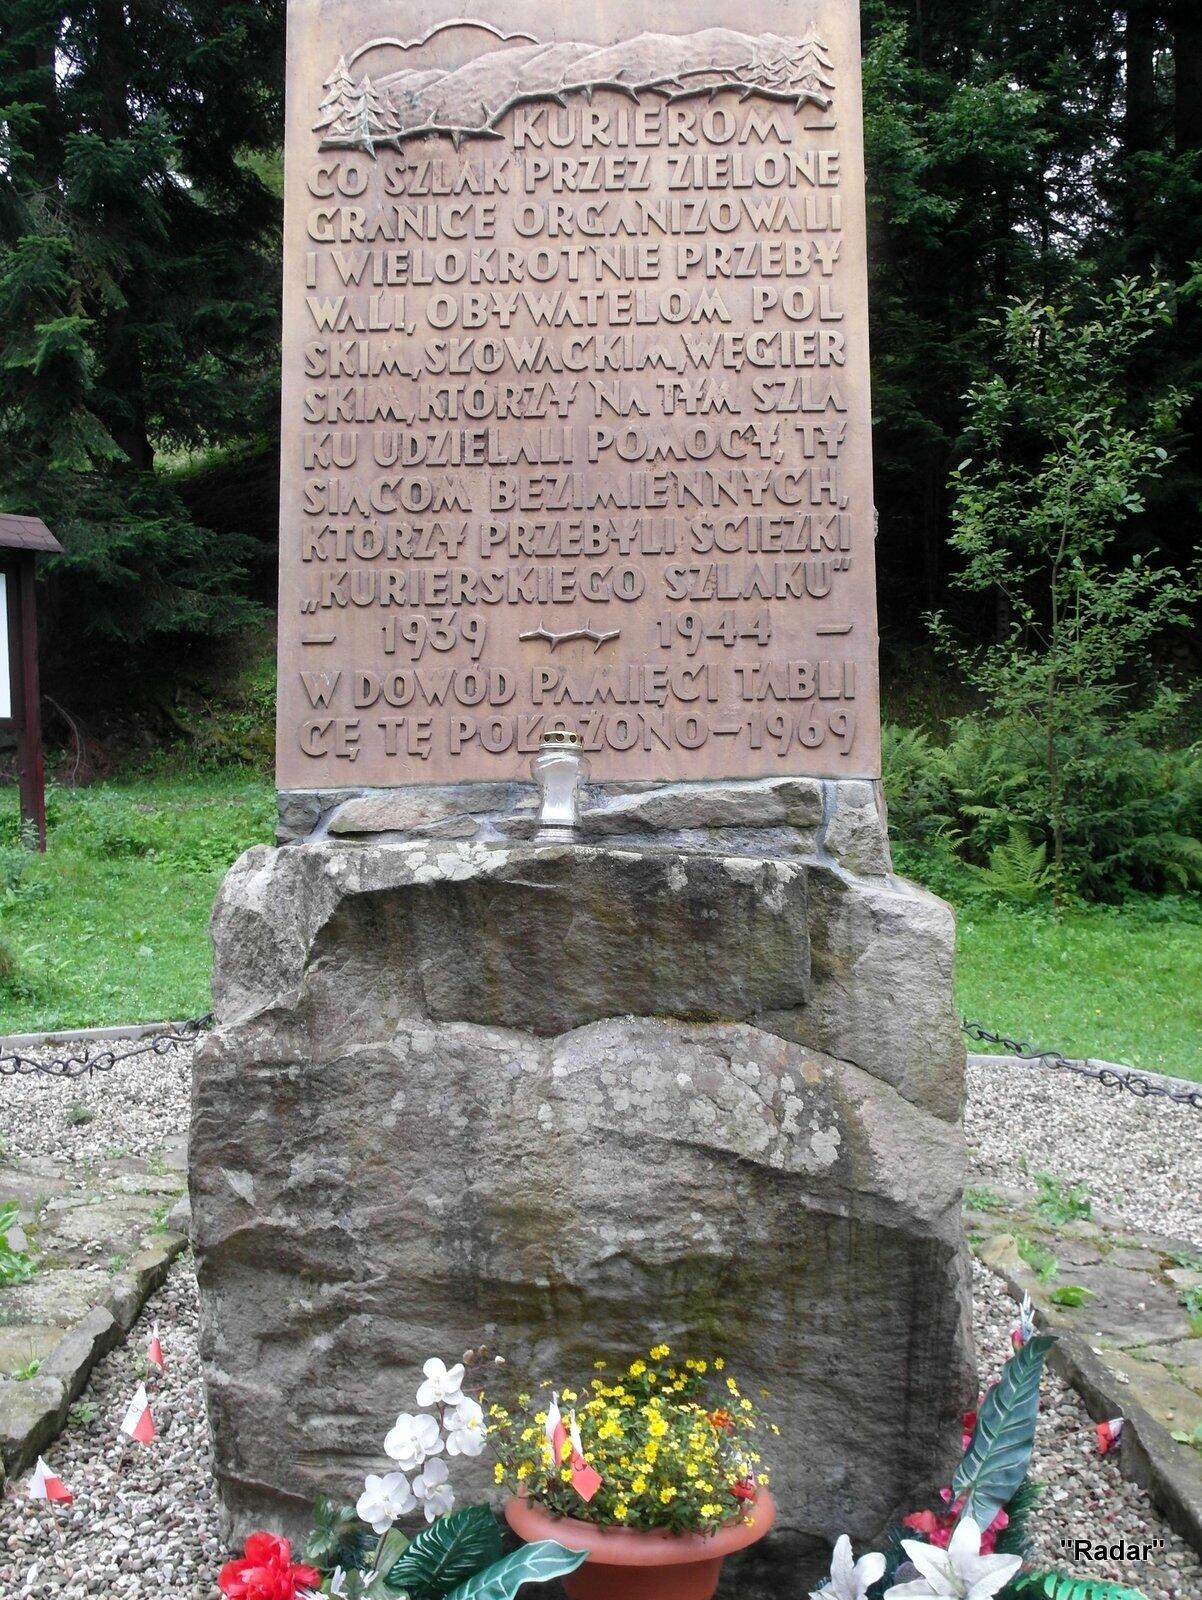 KURIEROM –
CO SZLAK PRZEZ ZIELONE
GRANICE ORGANIZOWALI
I WIELOKROTNIE PRZEBY
WALI, OBYWATELOM POL
SKIM, SŁOWACKIM, WĘGIER
SKIM, KTÓRZY NA TYM SZLA
KU UDZIELALI POMOCY, TY
SIĄCOM BEZIMIENNYCH,
KTÓRZY PRZEBYLI ŚCIEŻKI
„KURIERSKIEGO SZLAKU”
– 1939 1944 –
W DOWÓD PAMIĘCI TABLI
CĘ TĘ POŁOŻONO – 1969
"Radar"